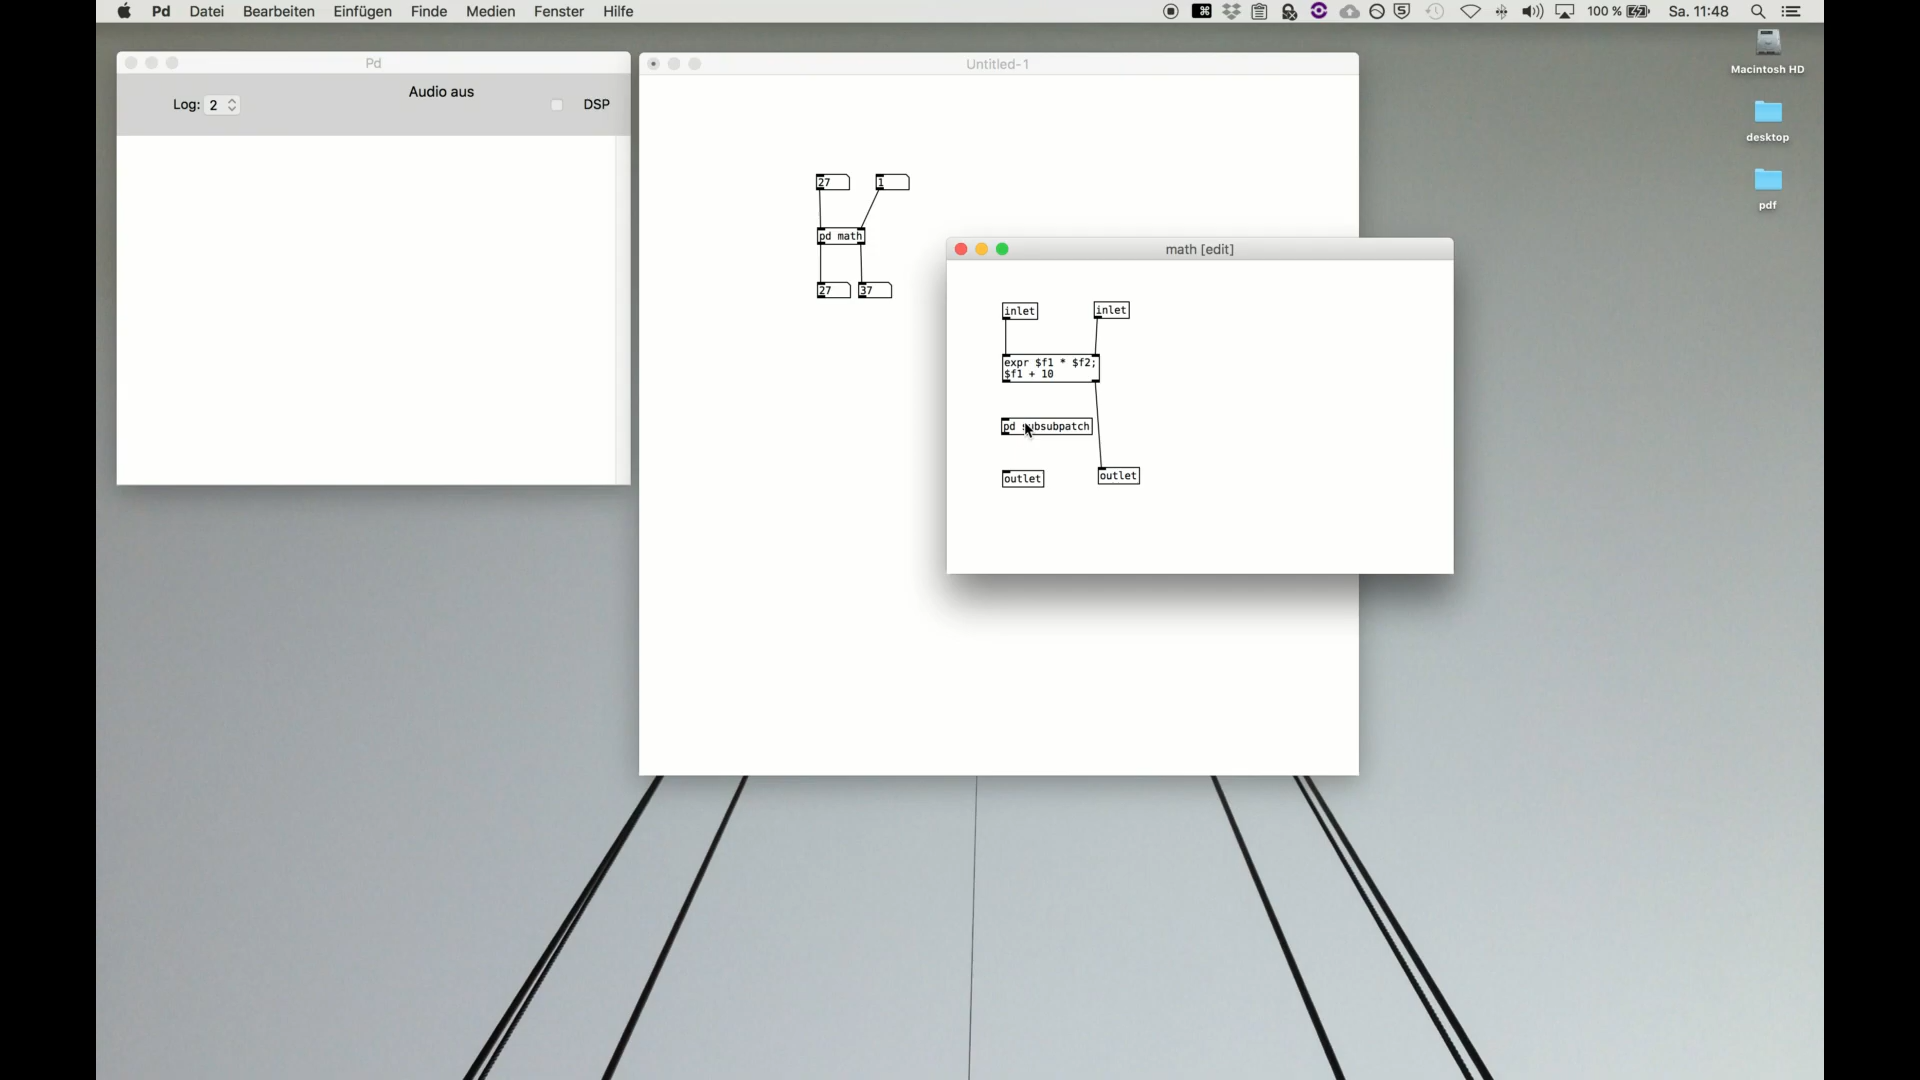 Pd Datei Bearbeiten Einfügen Finde Medien Fenster Hilfe
100 % Sa. 11:48
Macintosh HD
desktop
pdf
Pd
Audio aus
Log: 2
DSP
Untitled-1
27
1
pd math
27
37
math [edit]
inlet
inlet
expr $f1 * $f2;
$f1 + 10
pd subsubpatch
outlet
outlet